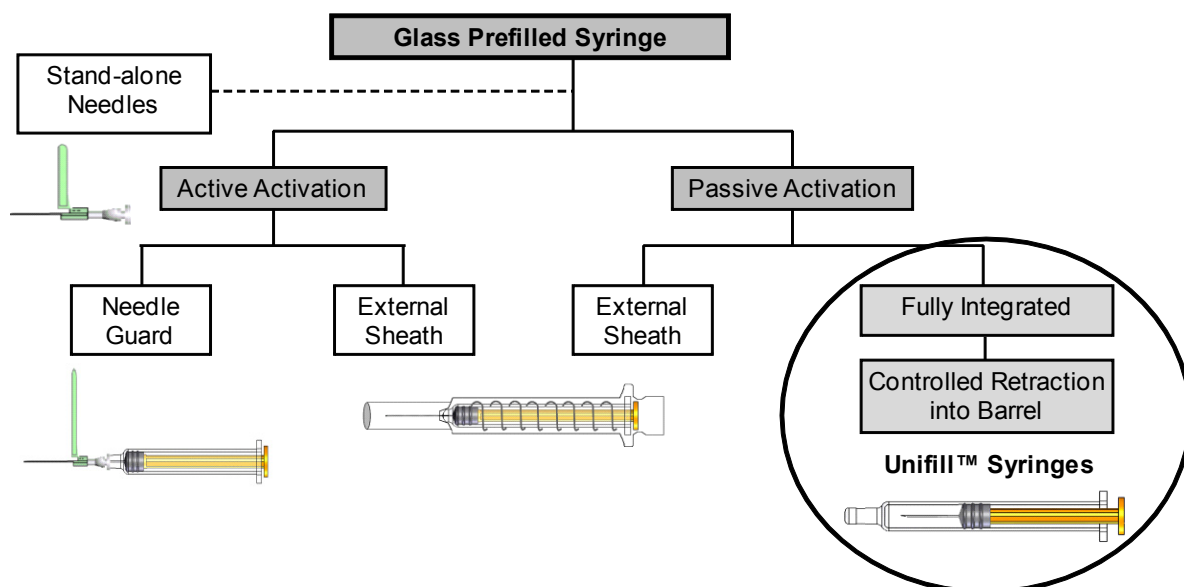 Glass Prefilled Syringe
Stand-alone
Needles
Active Activation
Passive Activation
Needle
Guard
External
Sheath
External
Sheath
Fully Integrated
Controlled Retraction
into Barrel
Unifill™ Syringes